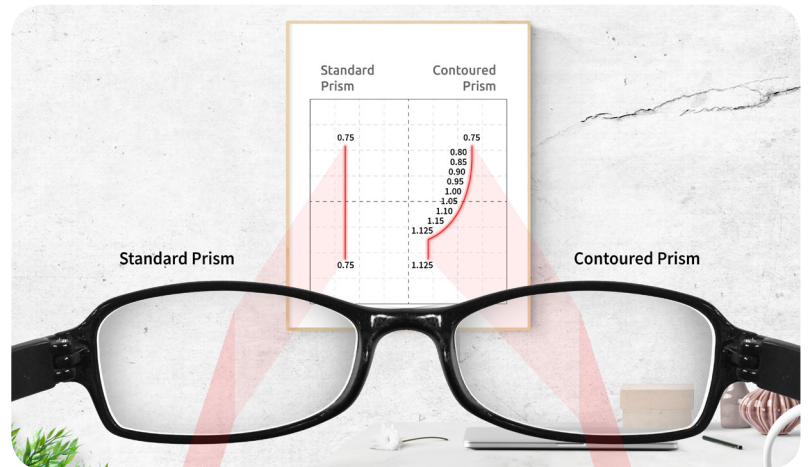 Standard
Prism
Contoured
Prism
0.75
0.75
0.75
0.80
0.85
0.90
0.95
1.00
1.05
1.10
1.15
1.125
1.125
Standard Prism
Contoured Prism